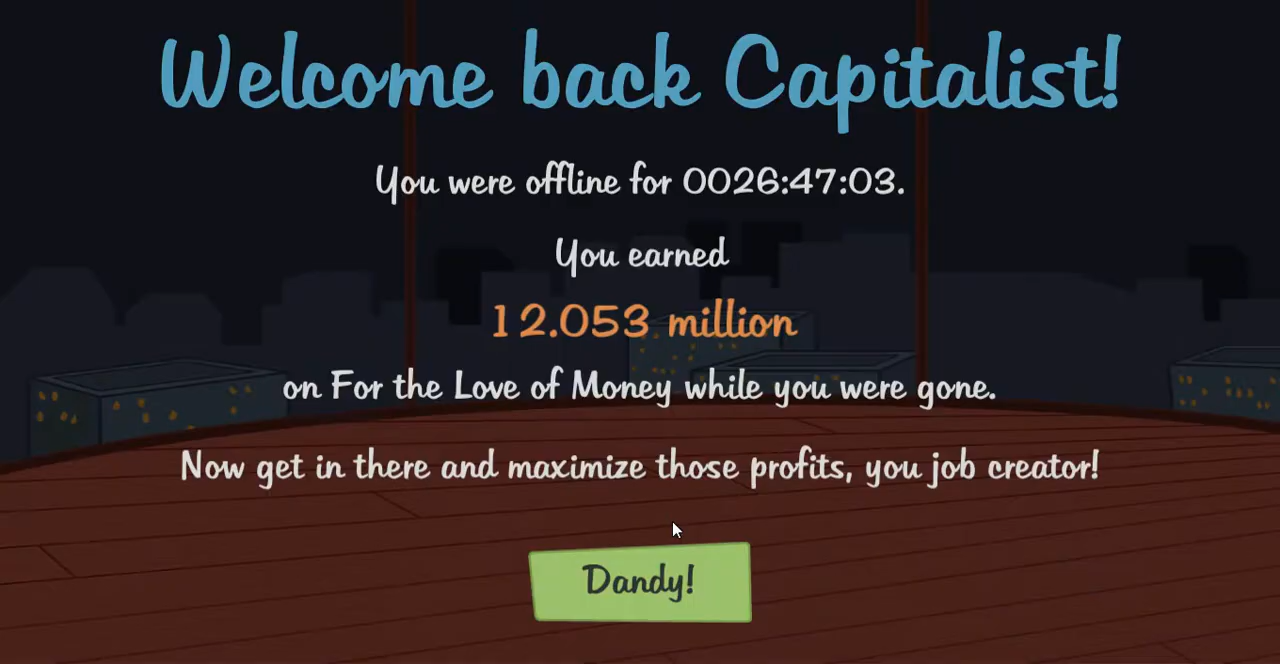 Welcome back Capitalist!
You were offline for 0026:47:03.
You earned
12.053 million
on For the Love of Money while you were gone.
Now get in there and maximize those profits, you job creator!
Dandy!